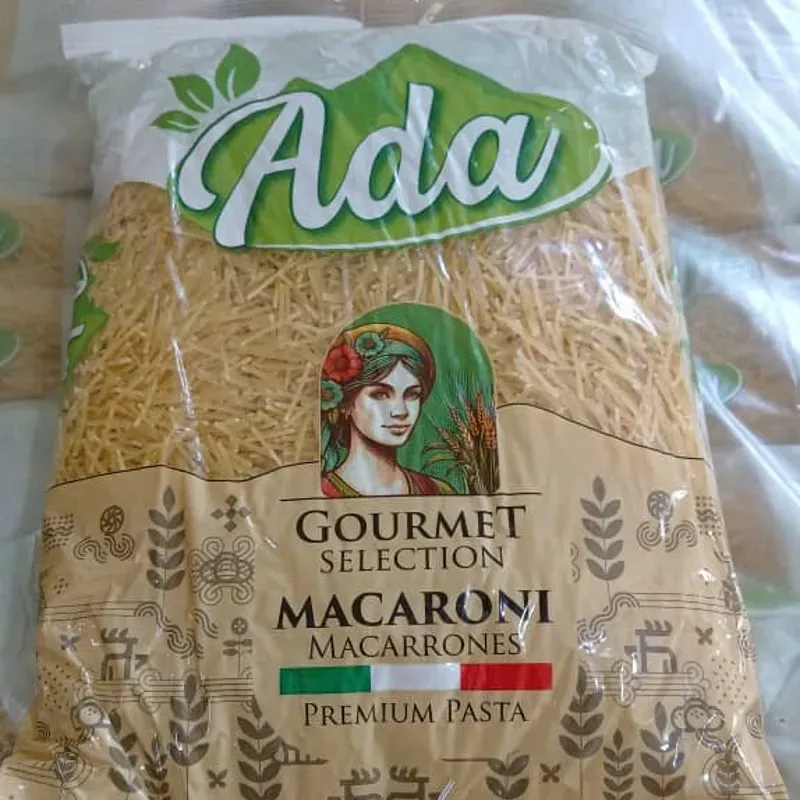 Ada
GOURMET
SELECTION
MACARONI
MACARRONES
PREMIUM PASTA